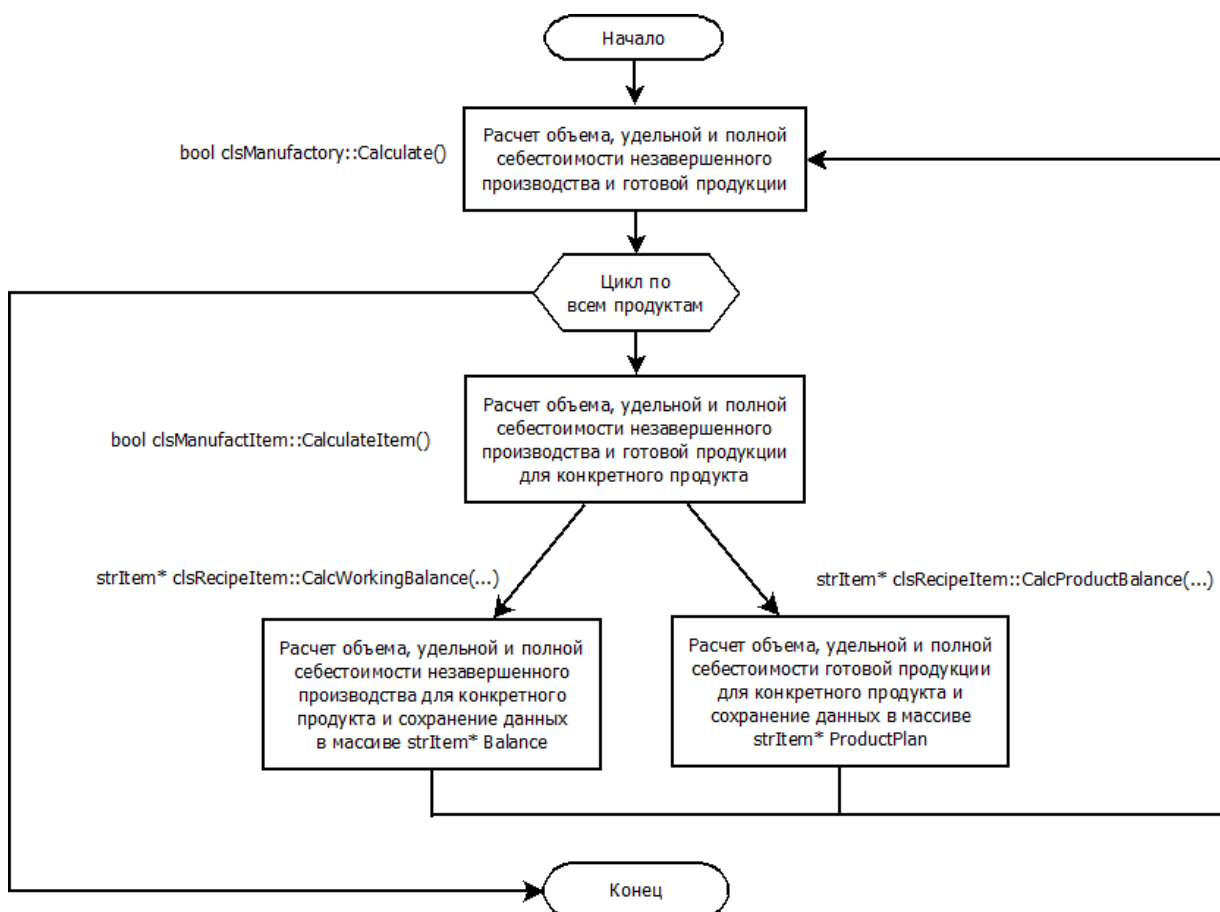 Начало
bool clsManufactory::Calculate()
Расчет объема, удельной и полной
себестоимости незавершенного
производства и готовой продукции
Цикл по
всем продуктам
bool clsManufactItem::CalculateItem()
Расчет объема, удельной и полной
себестоимости незавершенного
производства и готовой продукции
для конкретного продукта
strItem* clsRecipeItem::CalcWorkingBalance(...)
strItem* clsRecipeItem::CalcProductBalance(...)
Расчет объема, удельной и полной
себестоимости незавершенного
производства для конкретного
продукта и сохранение данных
в массиве strItem* Balance
Расчет объема, удельной и полной
себестоимости готовой продукции
для конкретного продукта и
сохранение данных в массиве
strItem* ProductPlan
Конец